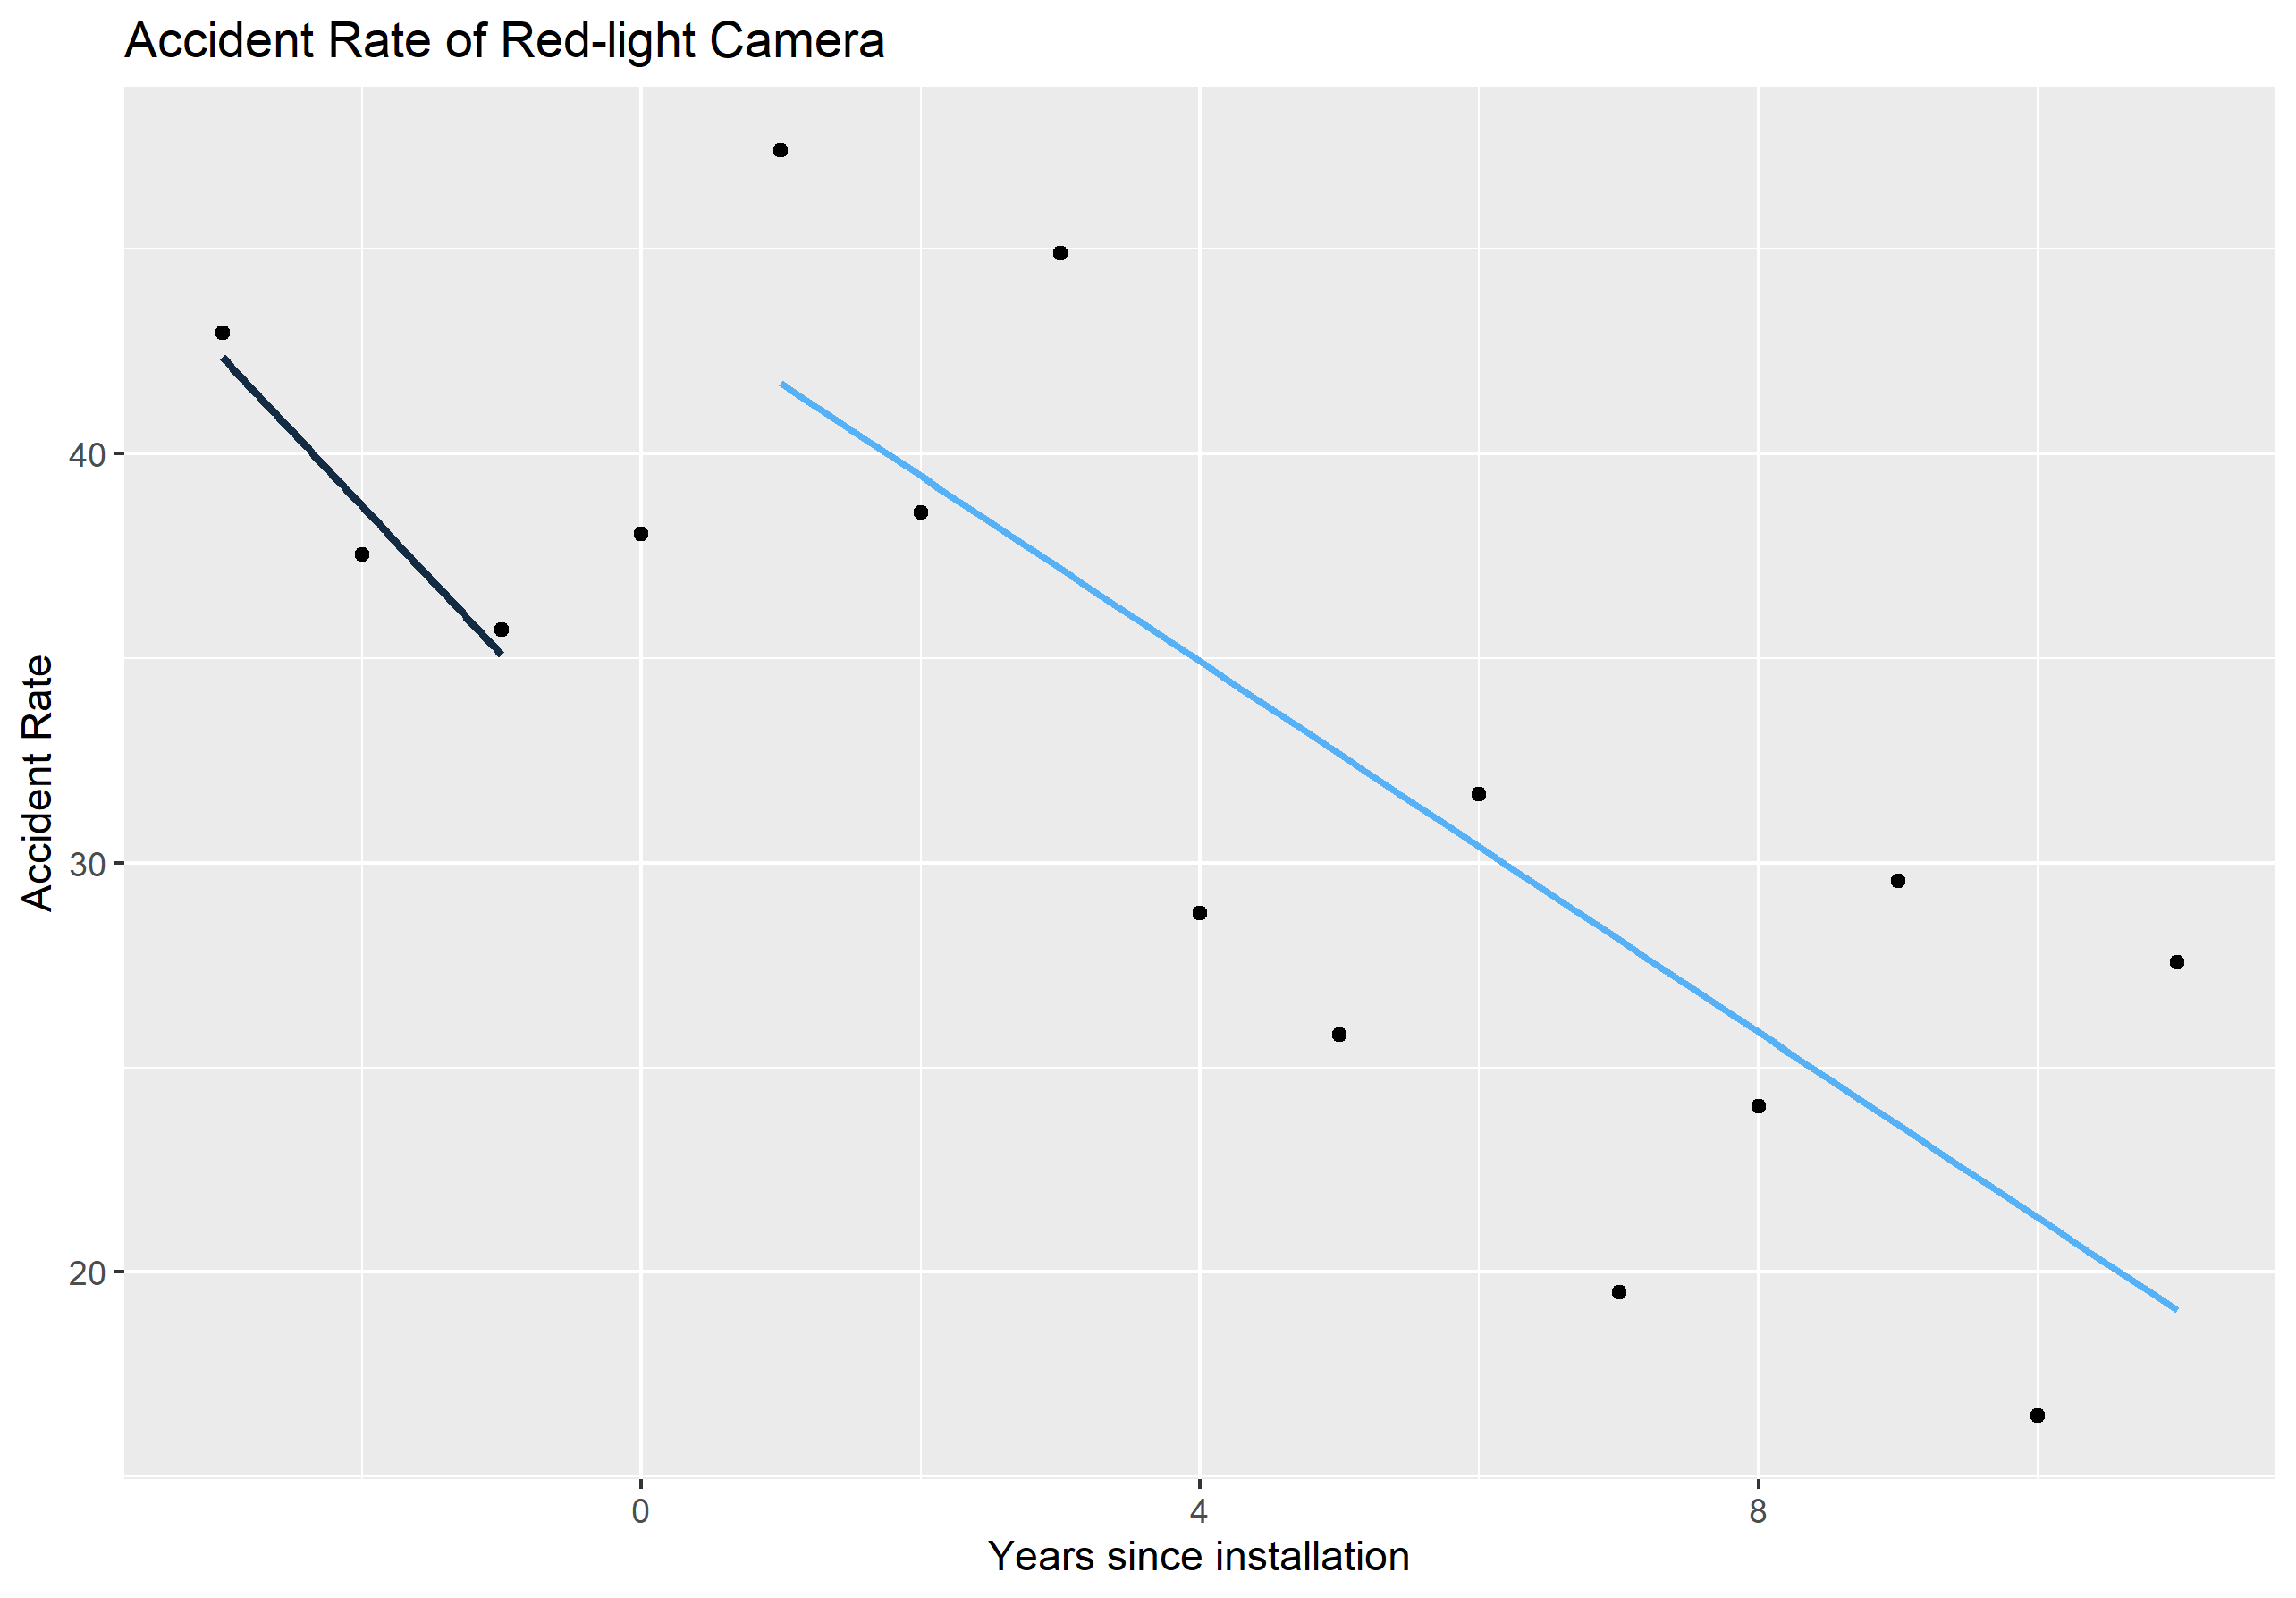 Accident Rate of Red-light Camera
Accident Rate
40
30
20
0
4
8
Years since installation